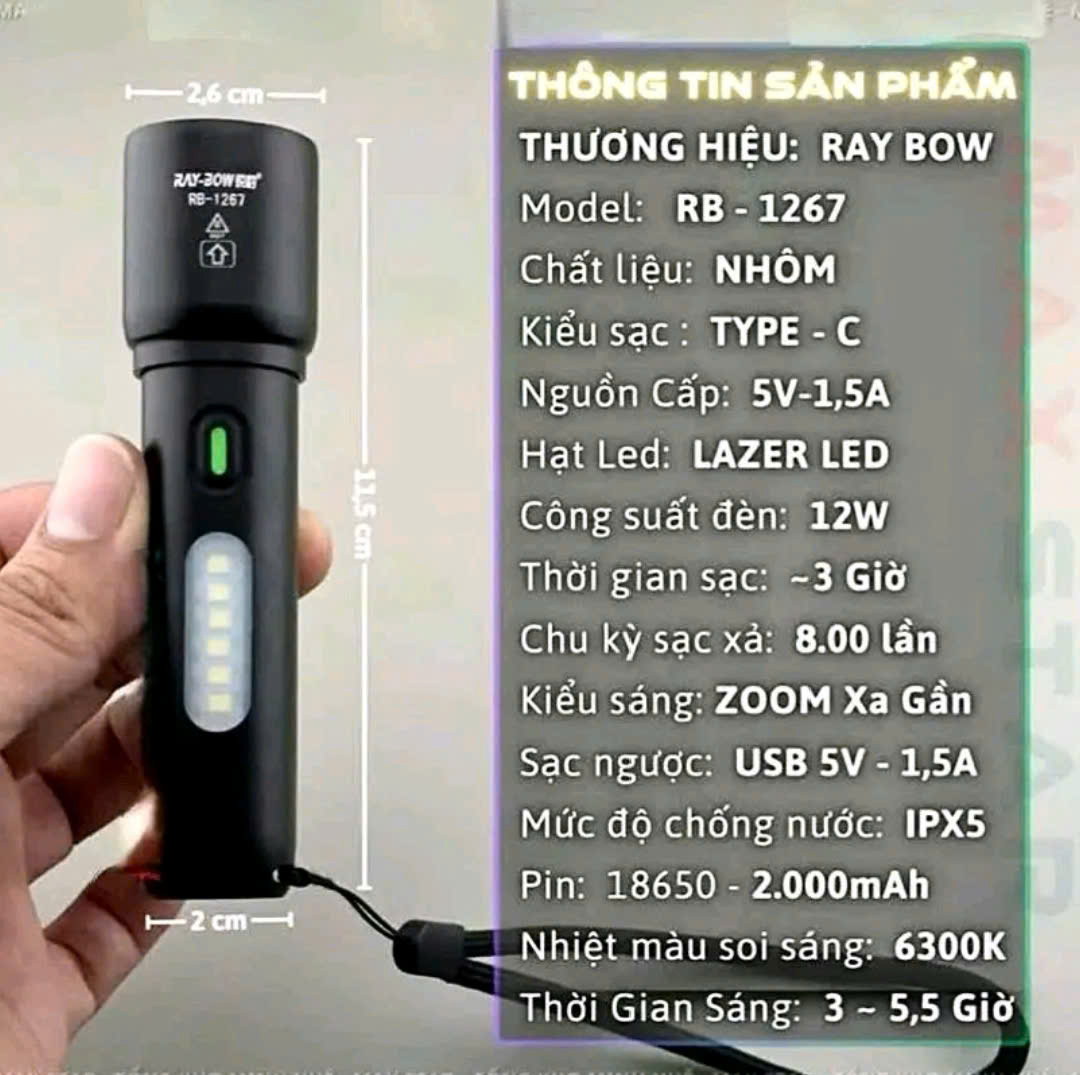 2,6 cm
RAY-BOW
RB-1267
11,5 cm
2 cm
THÔNG TIN SẢN PHẨM
THƯƠNG HIỆU: RAY BOW
Model: RB - 1267
Chất liệu: NHÔM
Kiểu sạc : TYPE - C
Nguồn Cấp: 5V-1,5A
Hạt Led: LAZER LED
Công suất đèn: 12W
Thời gian sạc: ~3 Giờ
Chu kỳ sạc xả: 8.00 lần
Kiểu sáng: ZOOM Xa Gần
Sạc ngược: USB 5V - 1,5A
Mức độ chống nước: IPX5
Pin: 18650 - 2.000mAh
Nhiệt màu soi sáng: 6300K
Thời Gian Sáng: 3 ~ 5,5 Giờ